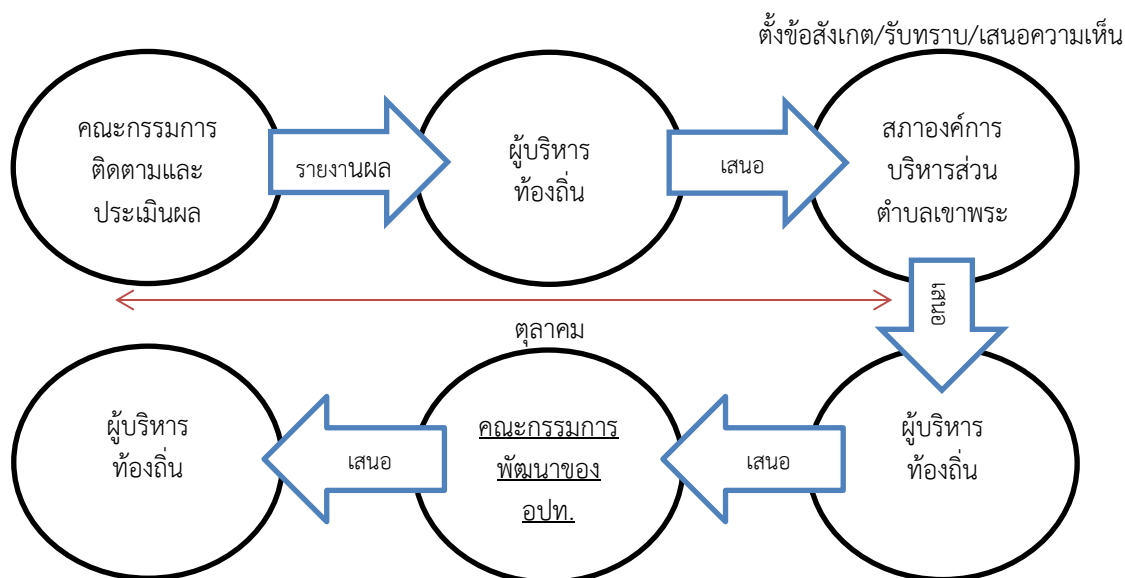 ตั้งข้อสังเกต/รับทราบ/เสนอความเห็น
คณะกรรมการ
ติดตามและ
ประเมินผล
รายงานผล
ผู้บริหาร
ท้องถิ่น
เสนอ
สภาองค์การ
บริหารส่วน
ตำบลเขาพระ
เสนอ
ตุลาคม
ผู้บริหาร
ท้องถิ่น
เสนอ
คณะกรรมการ
พัฒนาของ
อปท.
เสนอ
ผู้บริหาร
ท้องถิ่น